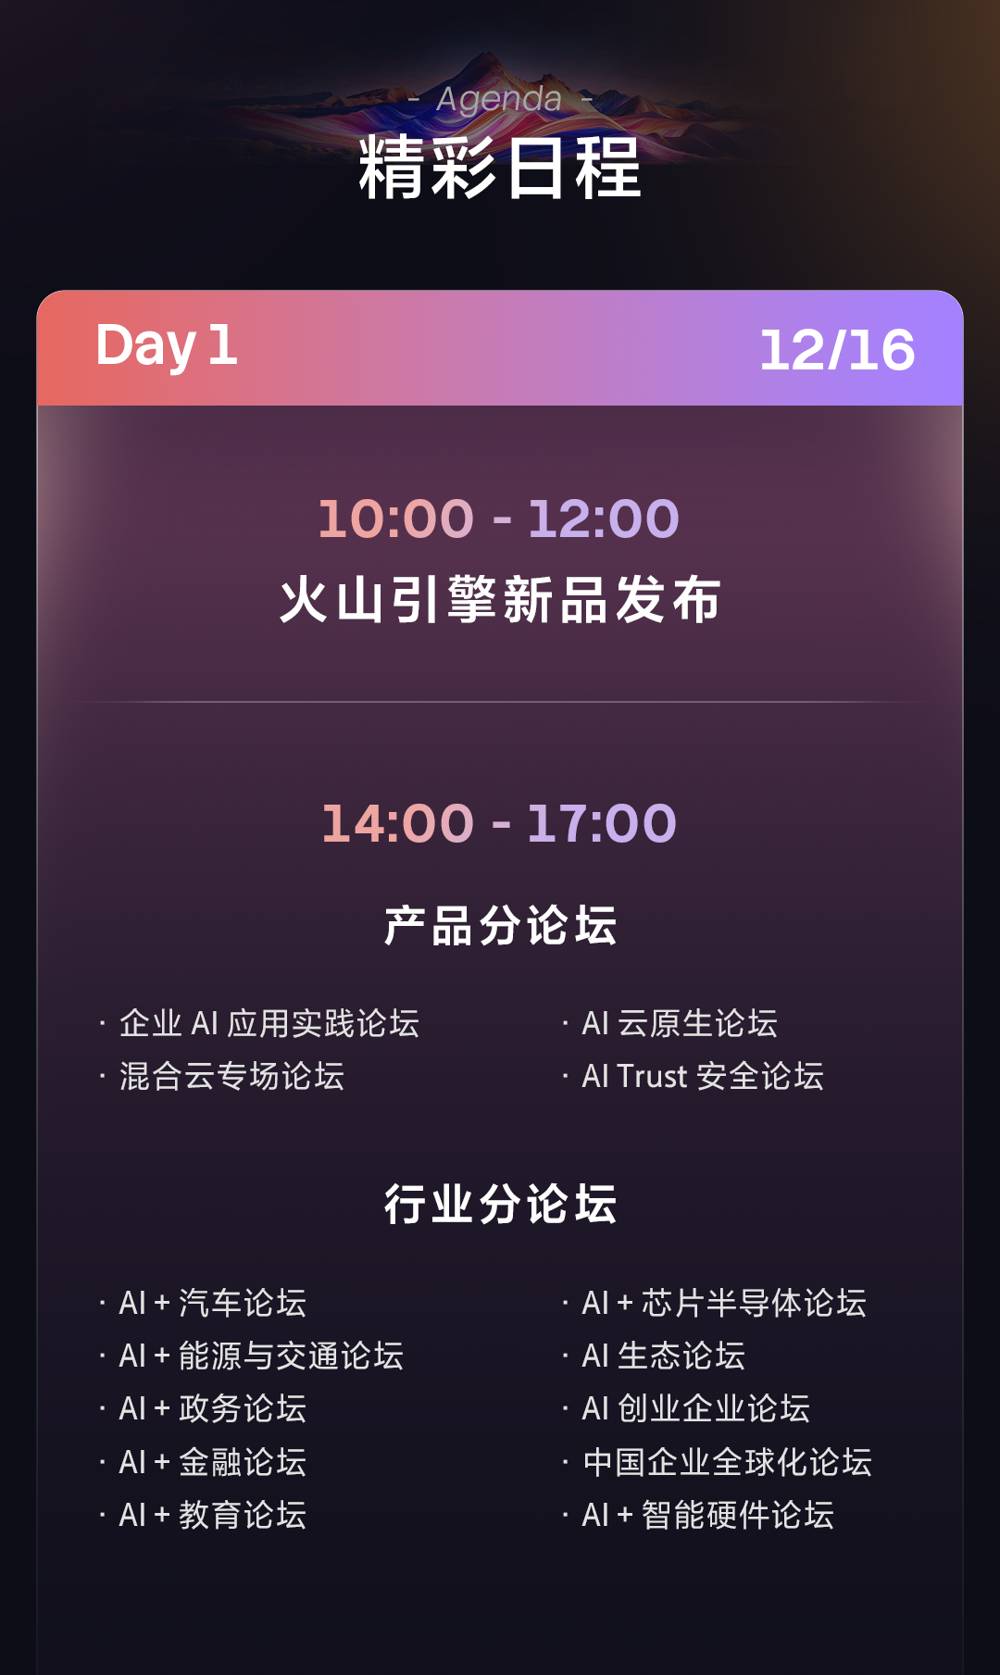 - Agenda -
精彩日程
Day 1
12/16
10:00 - 12:00
火山引擎新品发布
14:00 - 17:00
产品分论坛
· 企业 AI 应用实践论坛
· AI 云原生论坛
· 混合云专场论坛
· AI Trust 安全论坛
行业分论坛
· AI + 汽车论坛
· AI + 芯片半导体论坛
· AI + 能源与交通论坛
· AI 生态论坛
· AI + 政务论坛
· AI 创业企业论坛
· AI + 金融论坛
· 中国企业全球化论坛
· AI + 教育论坛
· AI + 智能硬件论坛